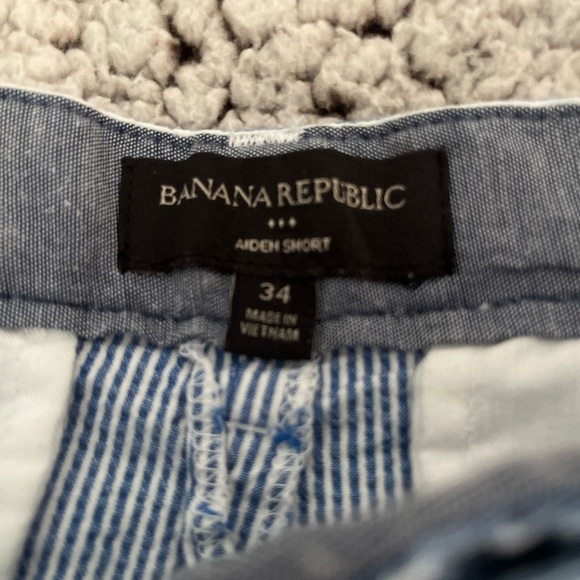 BANANA REPUBLIC
AIDEN SHORT
34
MADE IN
VIETNAM